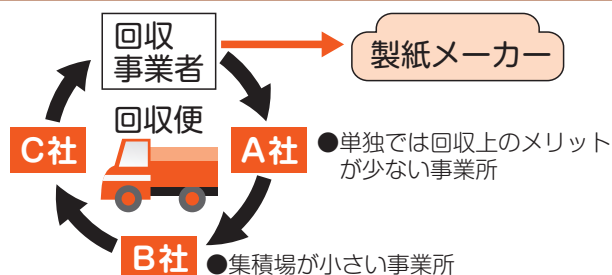 回収
事業者
製紙メーカー
回収便
C社
A社
●単独では回収上のメリット
が少ない事業所
B社
●集積場が小さい事業所